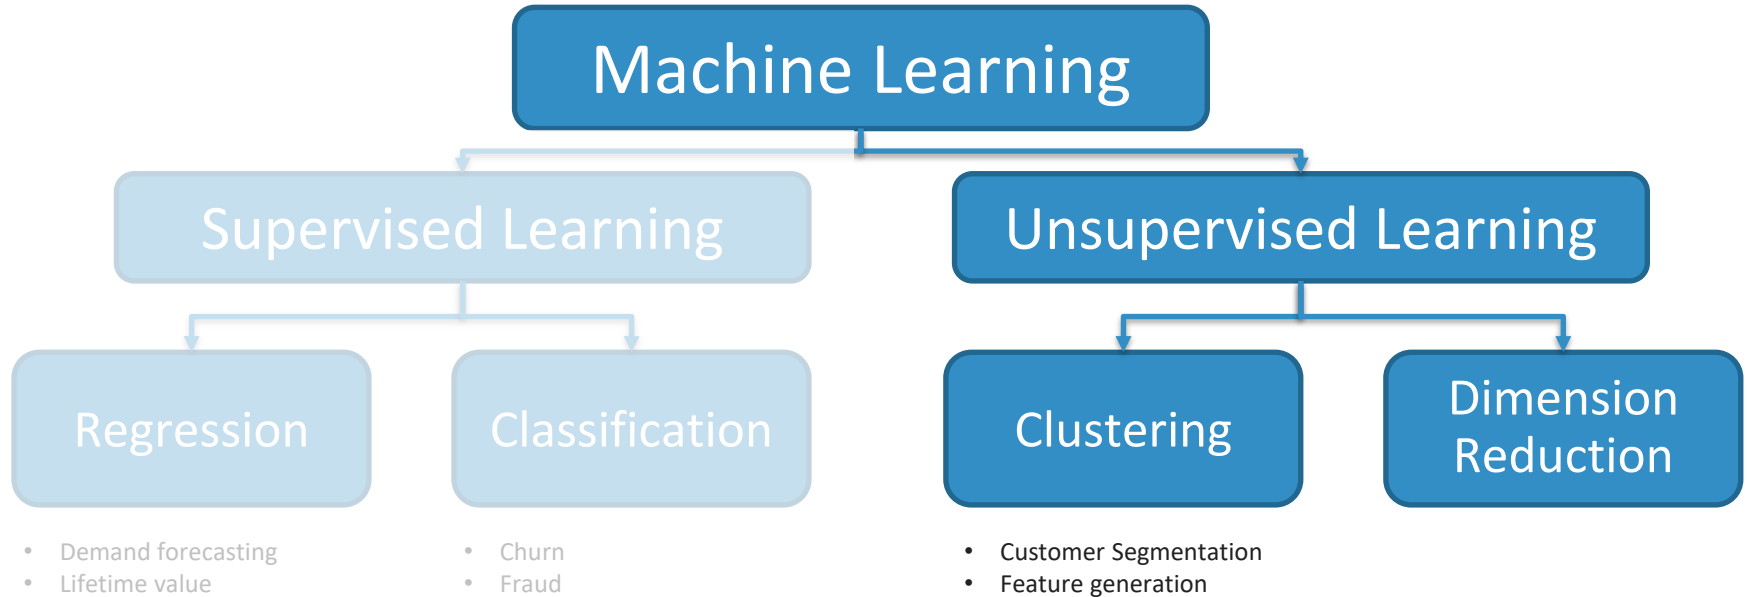 Machine Learning
Supervised Learning
Unsupervised Learning
Regression
Classification
Clustering
Dimension
Reduction
• Demand forecasting
• Lifetime value
• Churn
• Fraud
• Customer Segmentation
• Feature generation